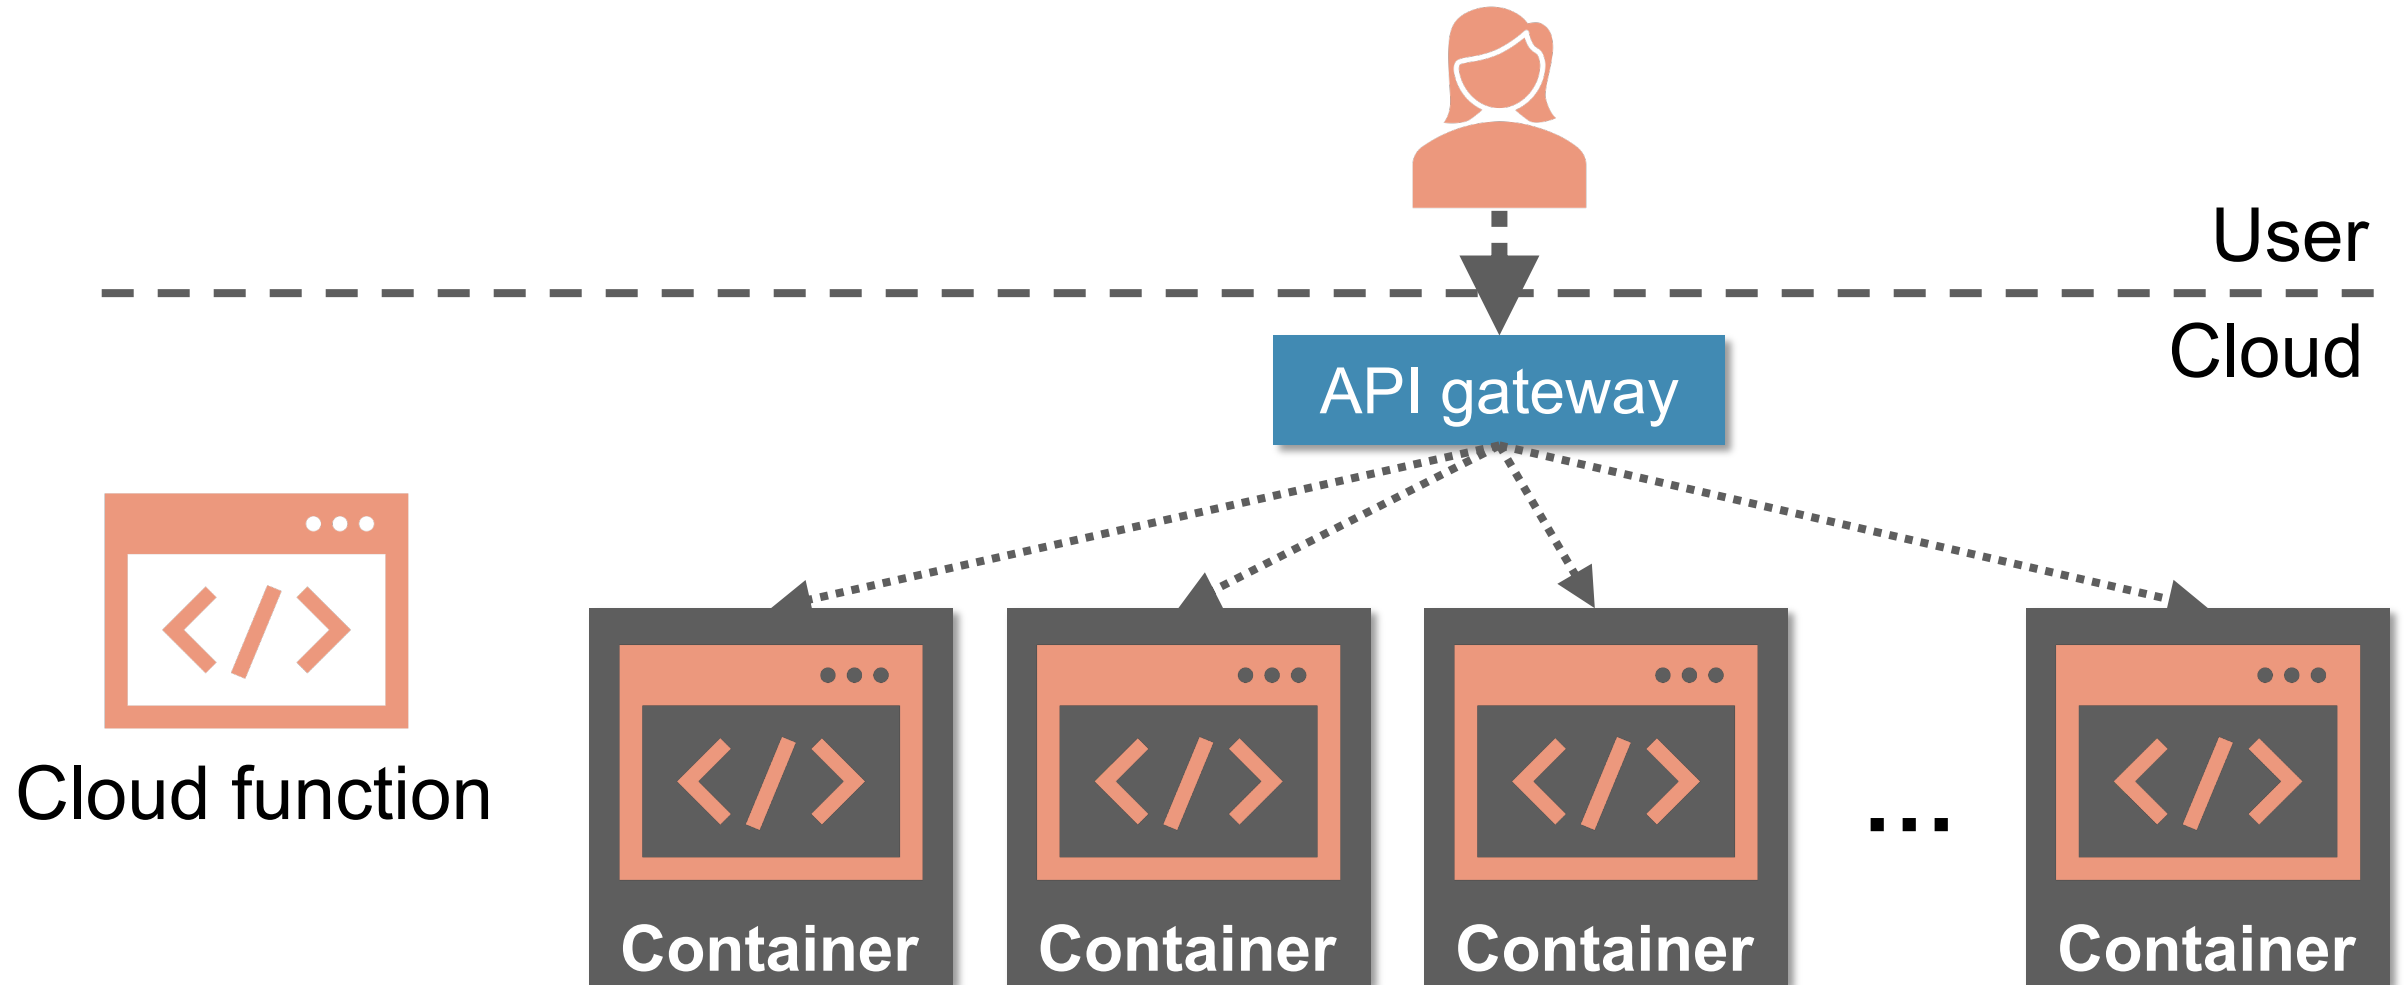 User
Cloud
API gateway
Cloud function
</>
</>
</>
</>
</>
...
Container
Container
Container
Container